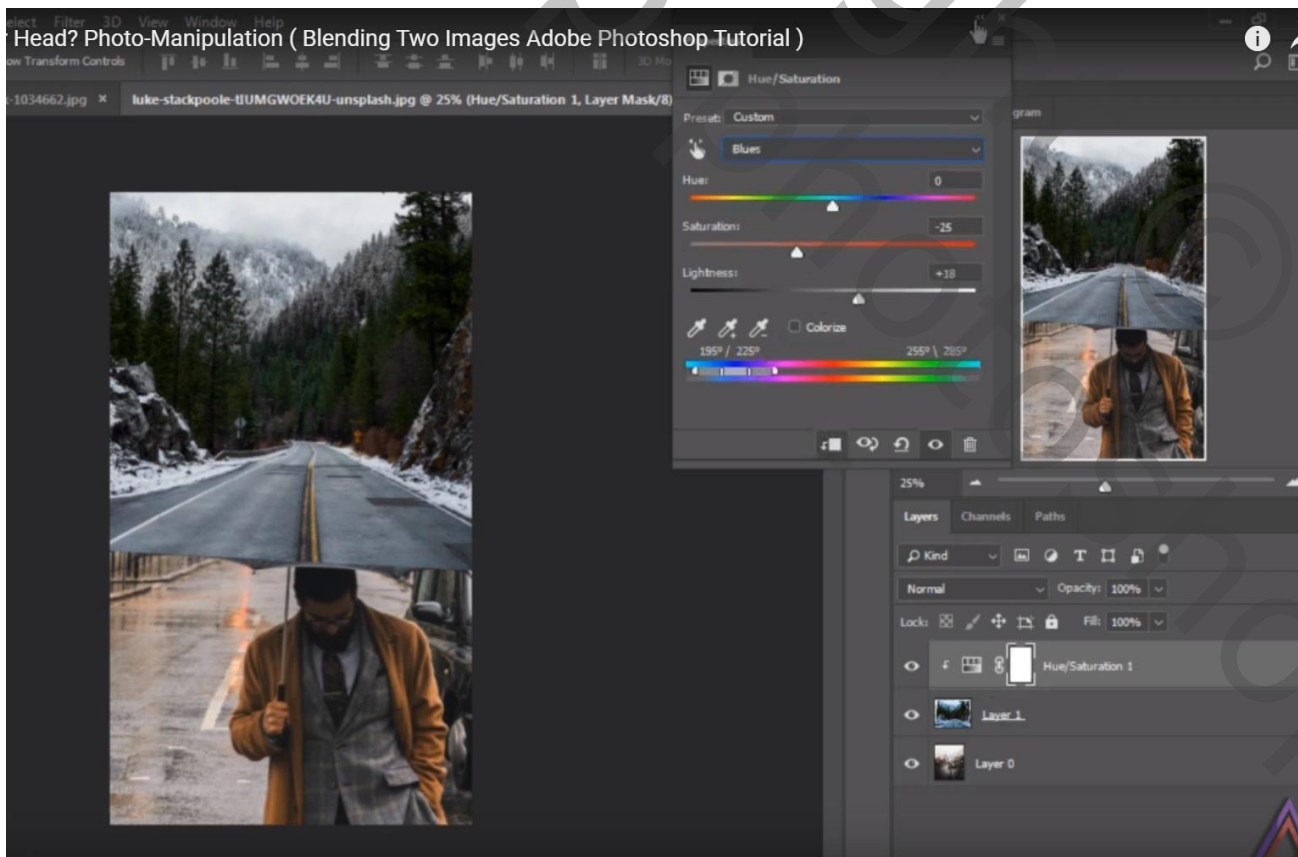 elect Filter 3D View Window Help
Head? Photo-Manipulation ( Blending Two Images Adobe Photoshop Tutorial )
ow Transform Controls
3D Mo
-1034662.jpg ×
luke-stackpoole-tIUMGWOEK4U-unsplash.jpg @ 25% (Hue/Saturation 1, Layer Mask/8)
gram
Hue/Saturation
Preset: Custom
Blues
Hue: 0
Saturation: -25
Lightness: +18
Colorize
195° / 225° 255° \ 285°
25%
Layers Channels Paths
Kind
Normal Opacity: 100%
Lock: Fill: 100%
Hue/Saturation 1
Layer 1
Layer 0